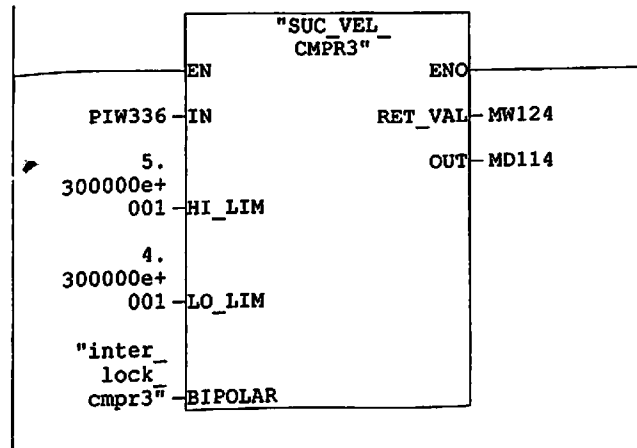 "SUC_VEL_
CMPR3"
EN ENO
PIW336 IN RET_VAL MW124
5. OUT MD114
300000e+
001 HI_LIM
4.
300000e+
001 LO_LIM
"inter_
lock_
cmpr3" BIPOLAR